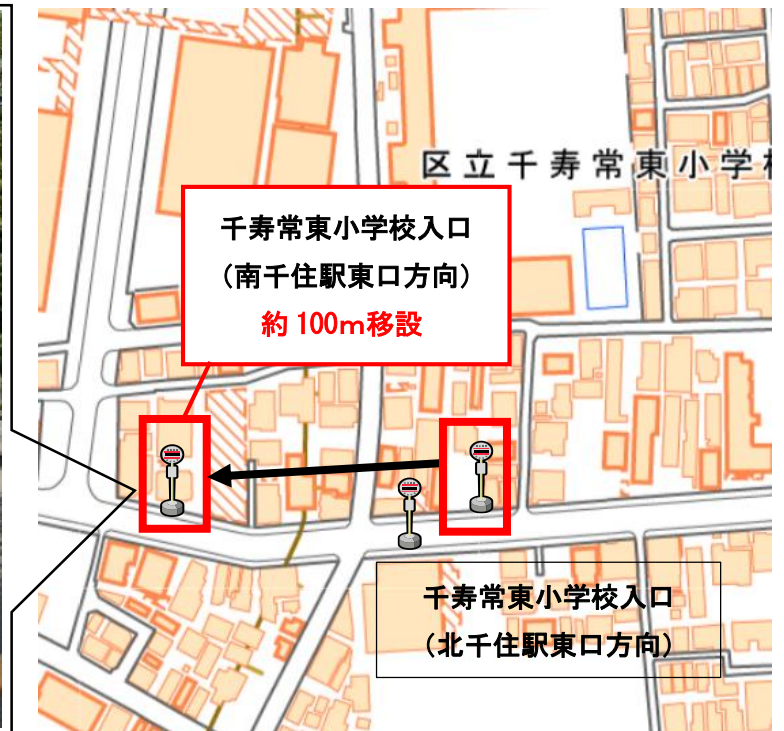 区立千寿常東小学校
千寿常東小学校入口
(南千住駅東口方向)
約100m移設
千寿常東小学校入口
(北千住駅東口方向)